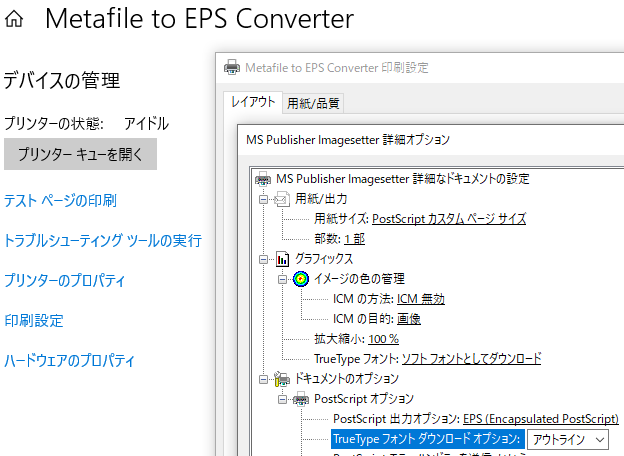 Metafile to EPS Converter
デバイスの管理
プリンターの状態: アイドル
プリンター キューを開く
テスト ページの印刷
トラブルシューティング ツールの実行
プリンターのプロパティ
印刷設定
ハードウェアのプロパティ
Metafile to EPS Converter 印刷設定
レイアウト 用紙/品質
MS Publisher Imagesetter 詳細オプション
MS Publisher Imagesetter 詳細なドキュメントの設定
用紙/出力
用紙サイズ: PostScript カスタム ページ サイズ
部数: 1 部
グラフィックス
イメージの色の管理
ICM の方法: ICM 無効
ICM の目的: 画像
拡大縮小: 100 %
TrueType フォント: ソフト フォントとしてダウンロード
ドキュメントのオプション
PostScript オプション
PostScript 出力オプション: EPS (Encapsulated PostScript)
TrueType フォント ダウンロード オプション: アウトライン